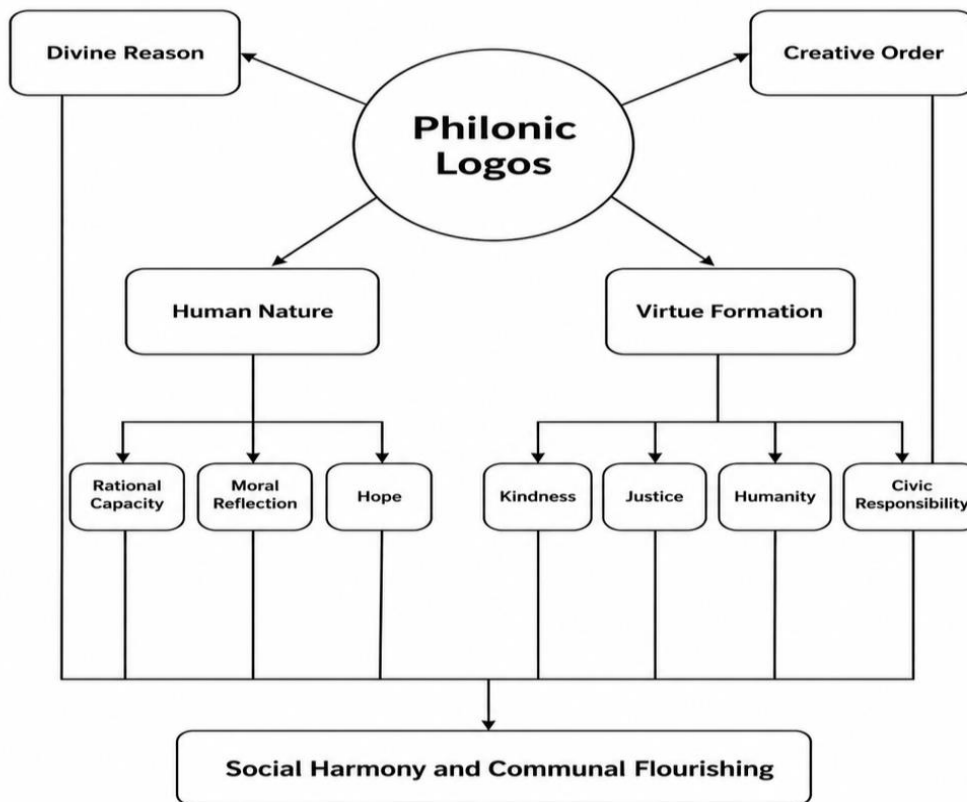 Divine Reason
Creative Order
Philonic
Logos
Human Nature
Virtue Formation
Rational
Capacity
Moral
Reflection
Hope
Kindness
Justice
Humanity
Civic
Responsibility
Social Harmony and Communal Flourishing